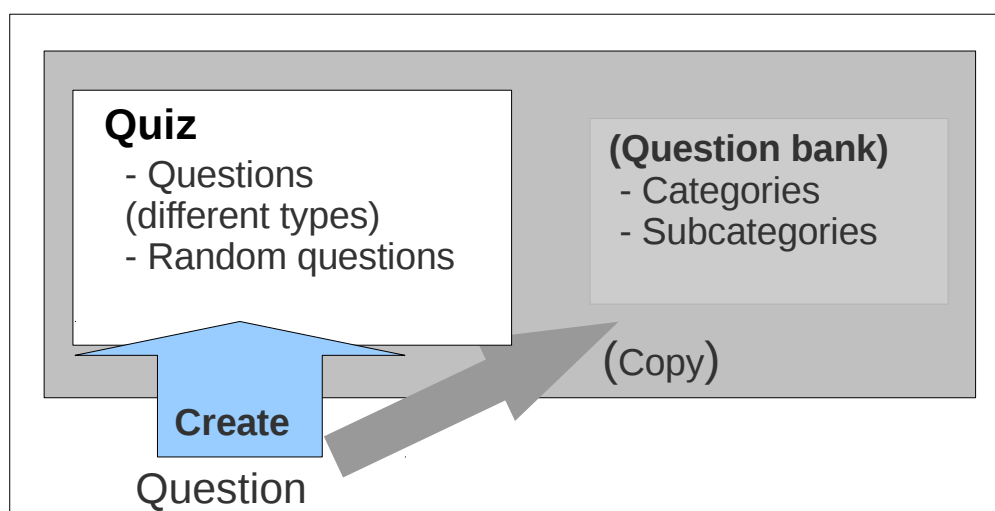 Quiz
- Questions
(different types)
- Random questions
(Question bank)
- Categories
- Subcategories
(Copy)
Create
Question